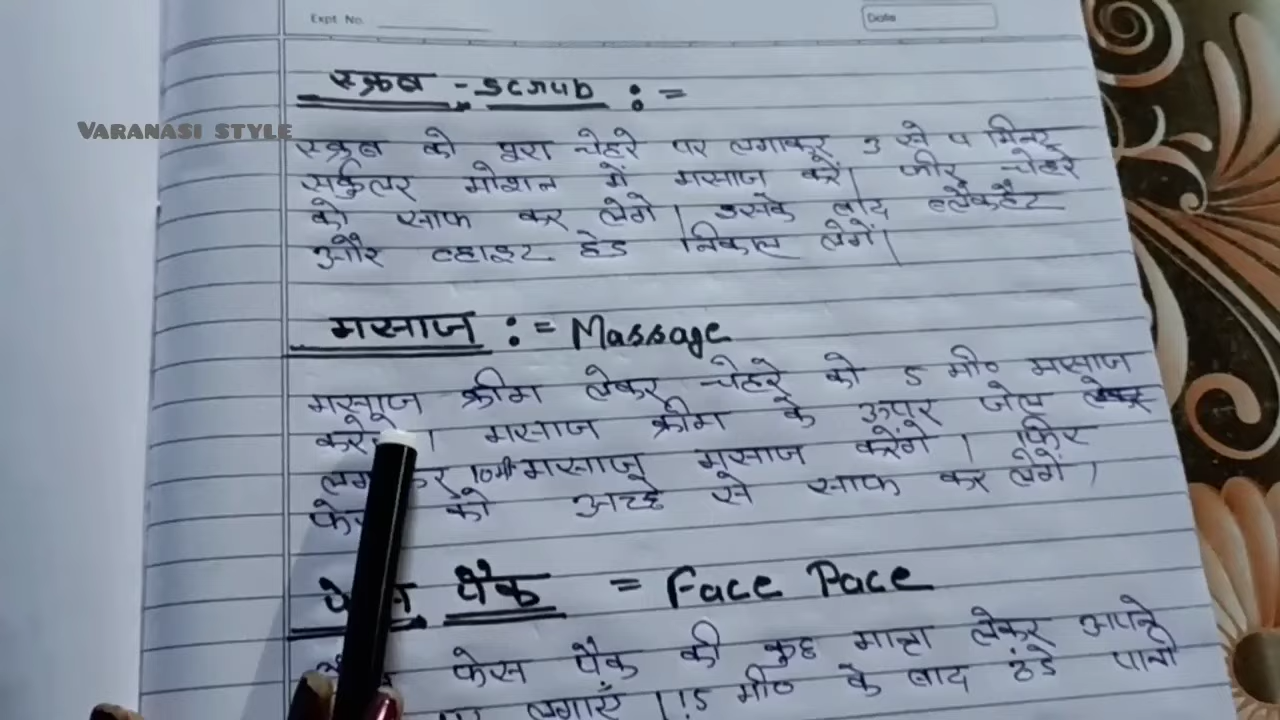 Expt. No.
Date
स्क्रब - Scrub : =
VARANASI STYLE
स्क्रब को पूरा चेहरे पर लगाकर 3 से 4 मिनट
सर्कुलर मोशन में मसाज करें। फीर चेहरे
को साफ कर लेगे। उसके बाद ब्लैकहैट
और व्हाइट हेड निकाल लेगें।
मसाज : = Massage
मसाज क्रीम लेकर चेहरे को 5 मी० मसाज
। मसाज क्रीम के ऊपर जेल लेकर
मसाज मसाज करेंगे। फिर
को अच्छे से साफ कर लेगें।
पैक = Face Pace
फेस पैक की कुछ मात्रा लेकर अपने
लगाएँ। 15 मी० के बाद ठंडे पानी